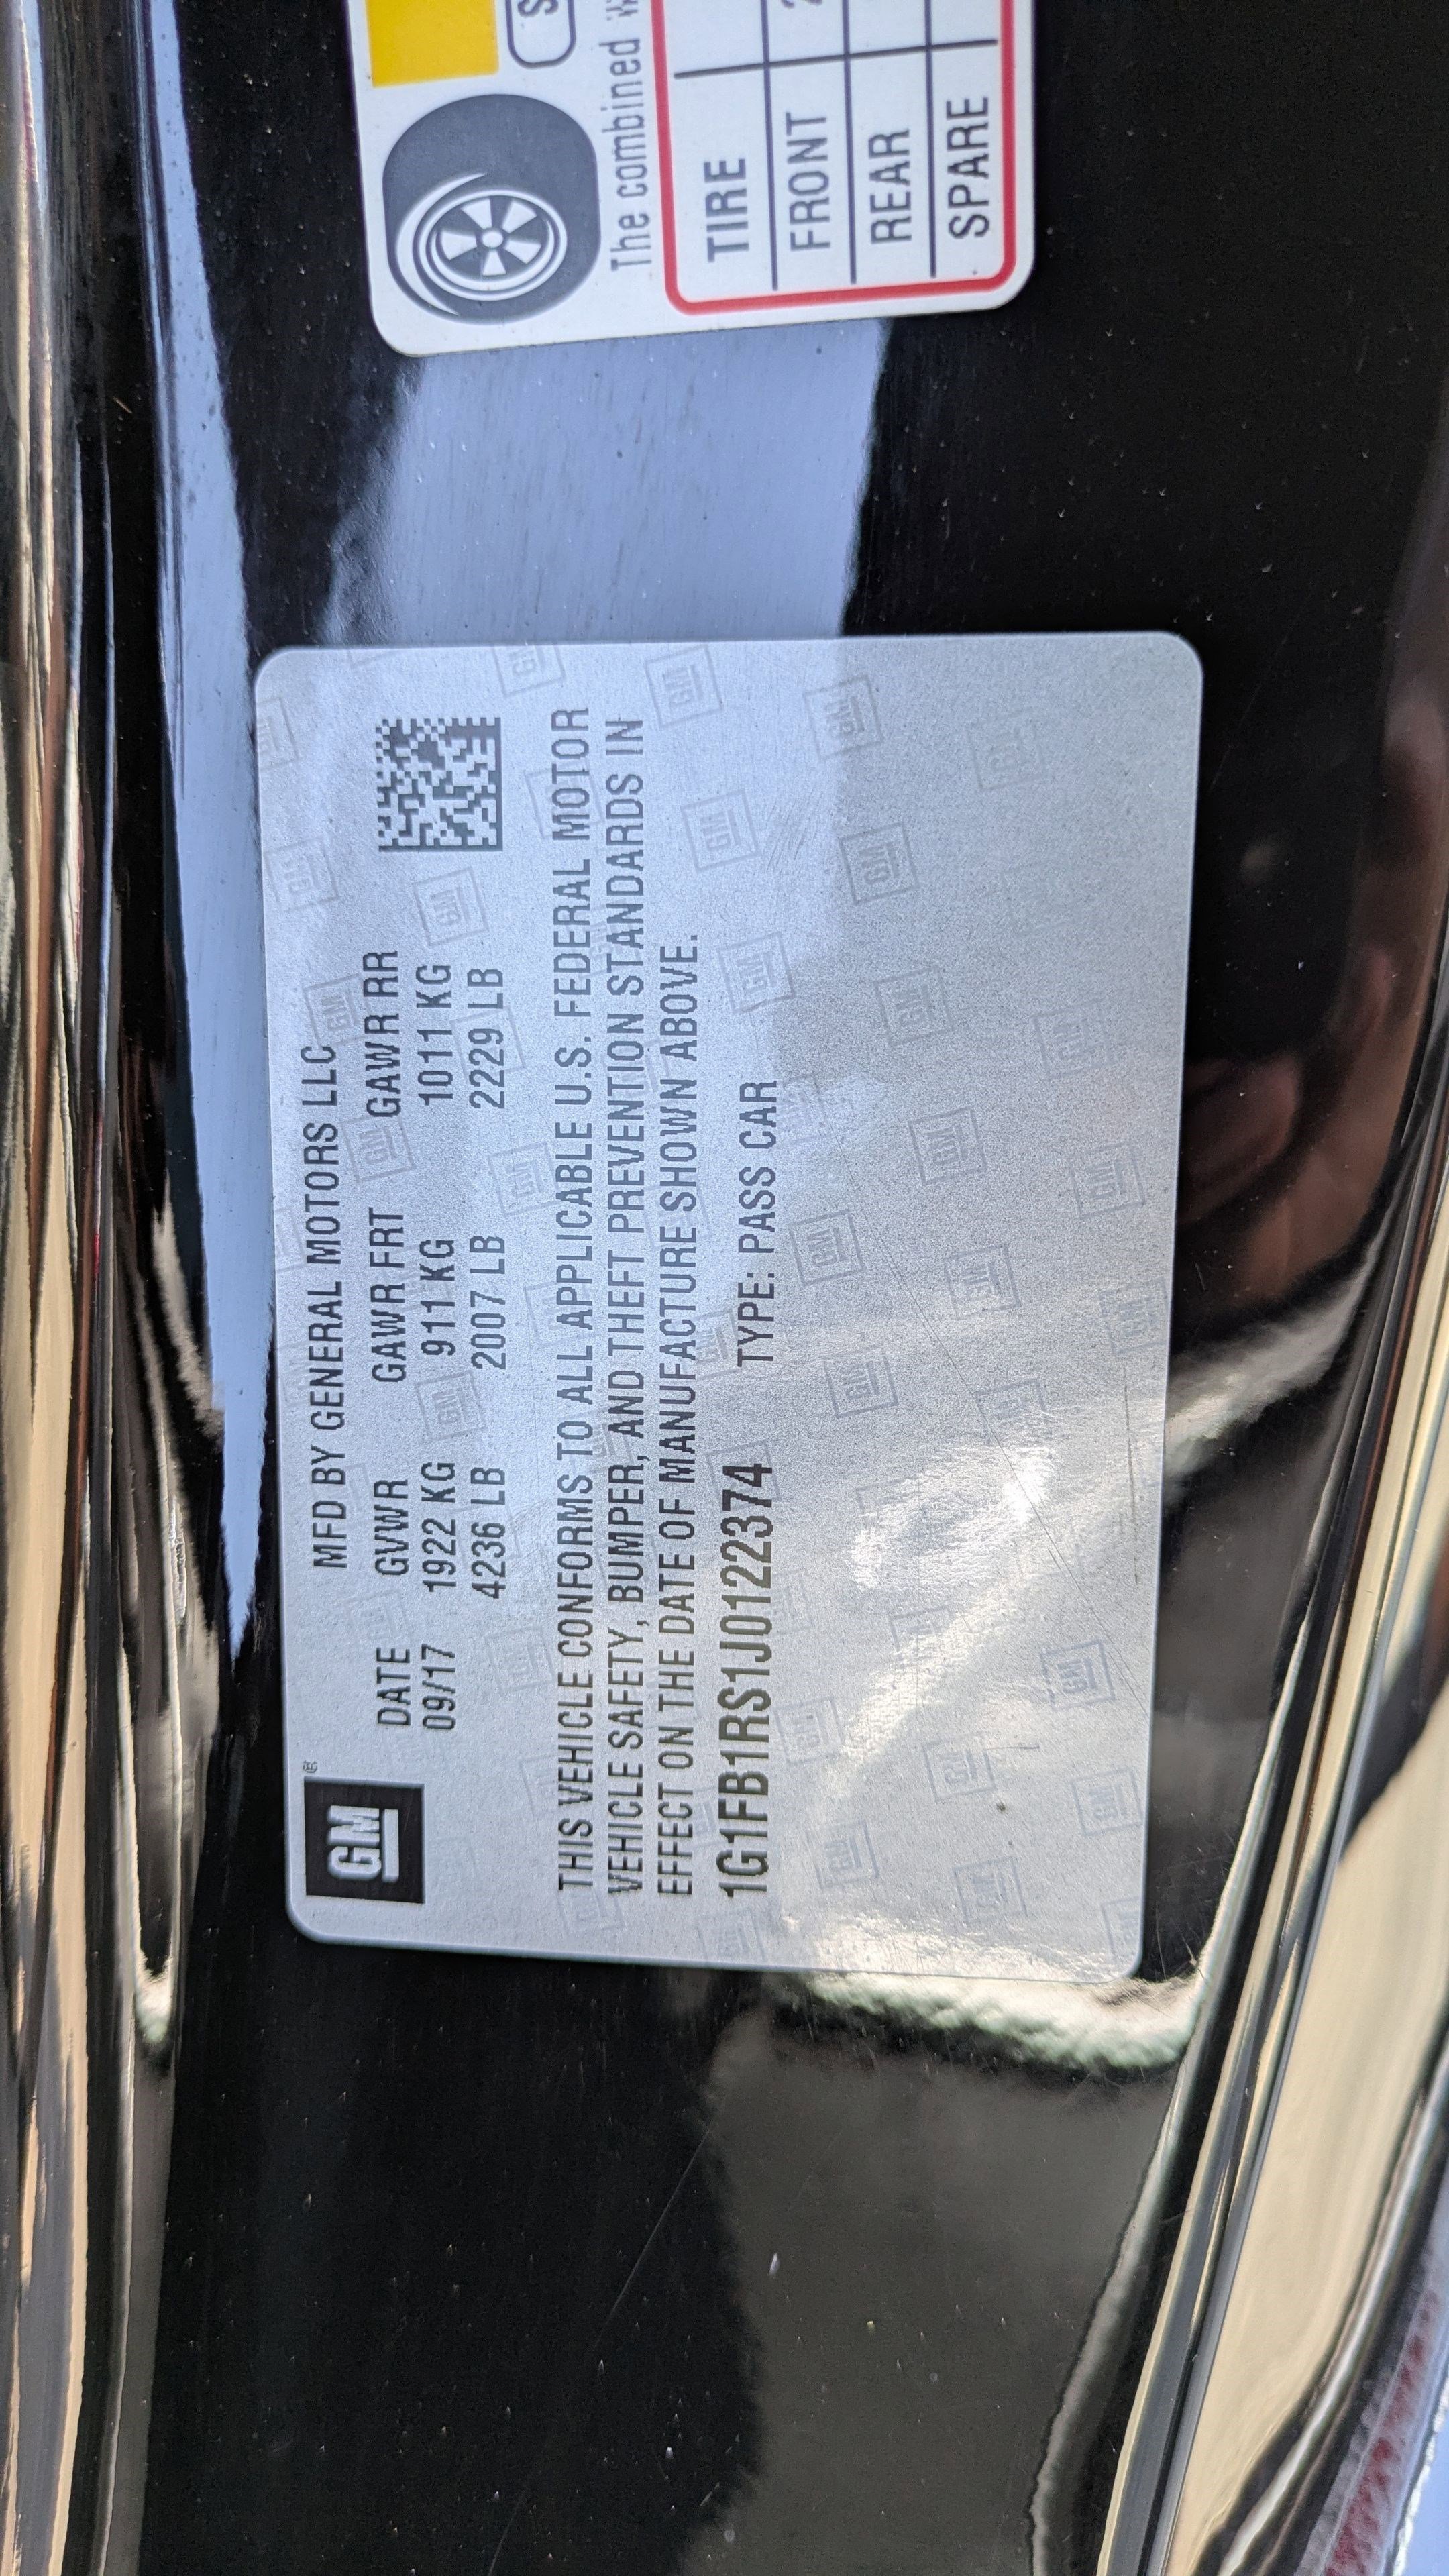 GM
MFD BY GENERAL MOTORS LLC
DATE GVWR GAWR FRT GAWR RR
09/17 1922 KG 911 KG 1011 KG
4236 LB 2007 LB 2229 LB
THIS VEHICLE CONFORMS TO ALL APPLICABLE U.S. FEDERAL MOTOR
VEHICLE SAFETY, BUMPER, AND THEFT PREVENTION STANDARDS IN
EFFECT ON THE DATE OF MANUFACTURE SHOWN ABOVE.
1G1FB1RS1J0122374 TYPE: PASS CAR
The combined
TIRE
FRONT
REAR
SPARE